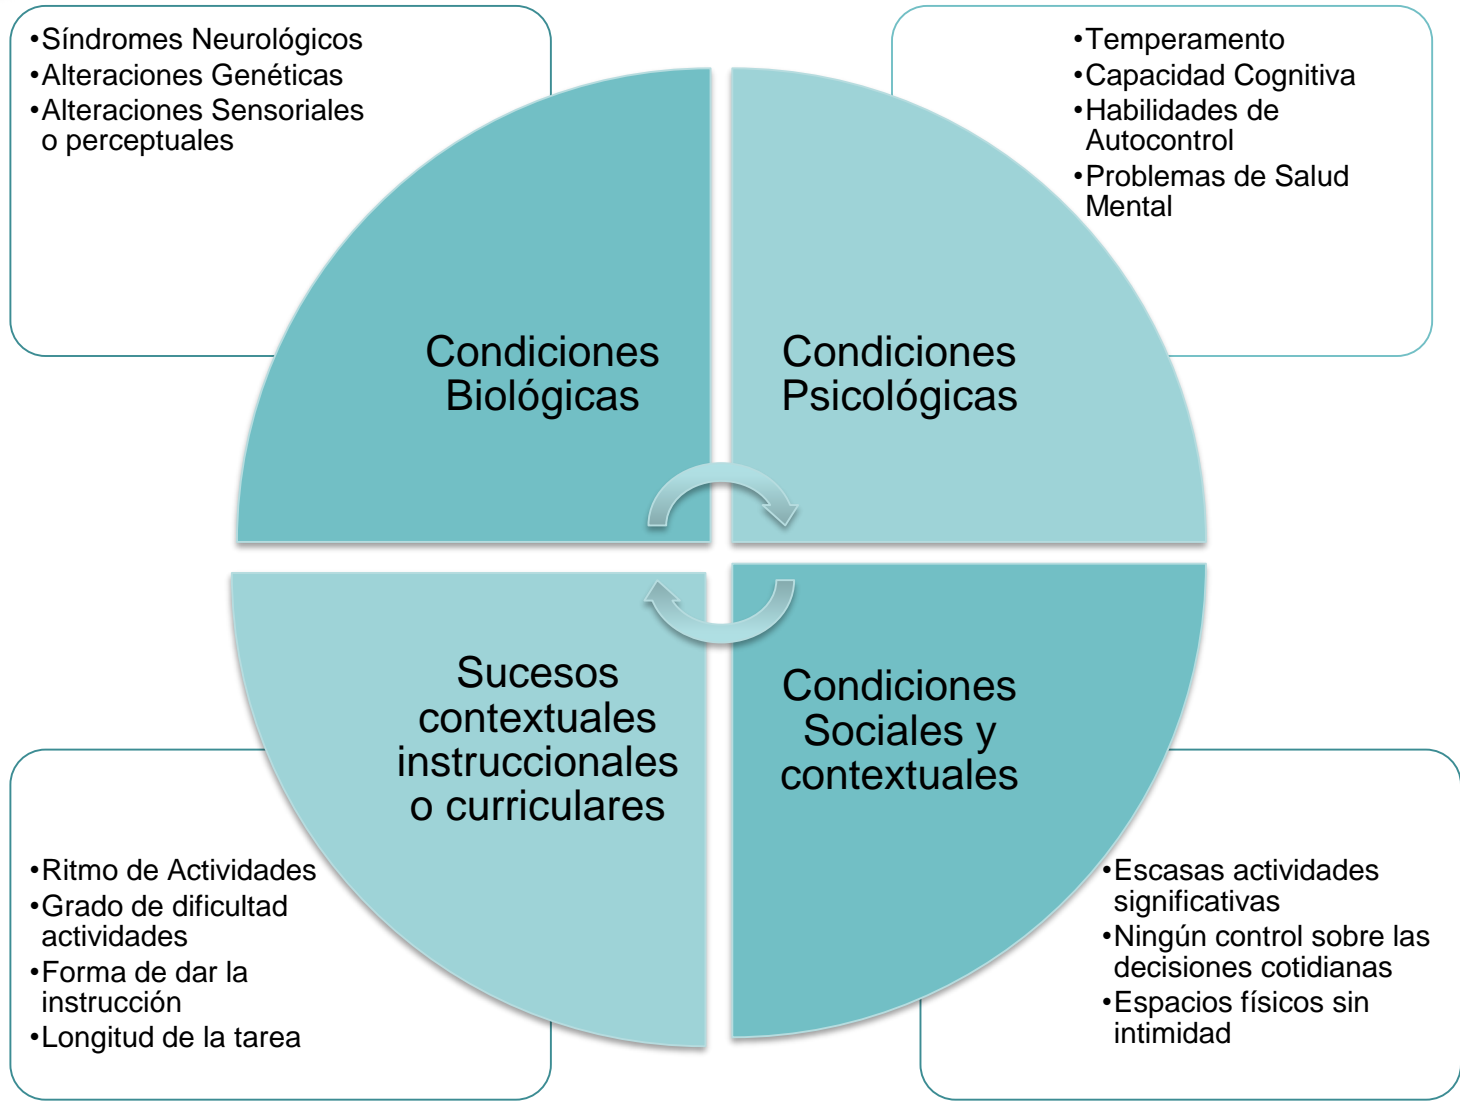 •Síndromes Neurológicos
•Alteraciones Genéticas
•Alteraciones Sensoriales
o perceptuales
•Temperamento
•Capacidad Cognitiva
•Habilidades de
Autocontrol
•Problemas de Salud
Mental
Condiciones
Biológicas
Condiciones
Psicológicas
Sucesos
contextuales
instruccionales
o curriculares
Condiciones
Sociales y
contextuales
•Ritmo de Actividades
•Grado de dificultad
actividades
•Forma de dar la
instrucción
•Longitud de la tarea
•Escasas actividades
significativas
•Ningún control sobre las
decisiones cotidianas
•Espacios físicos sin
intimidad